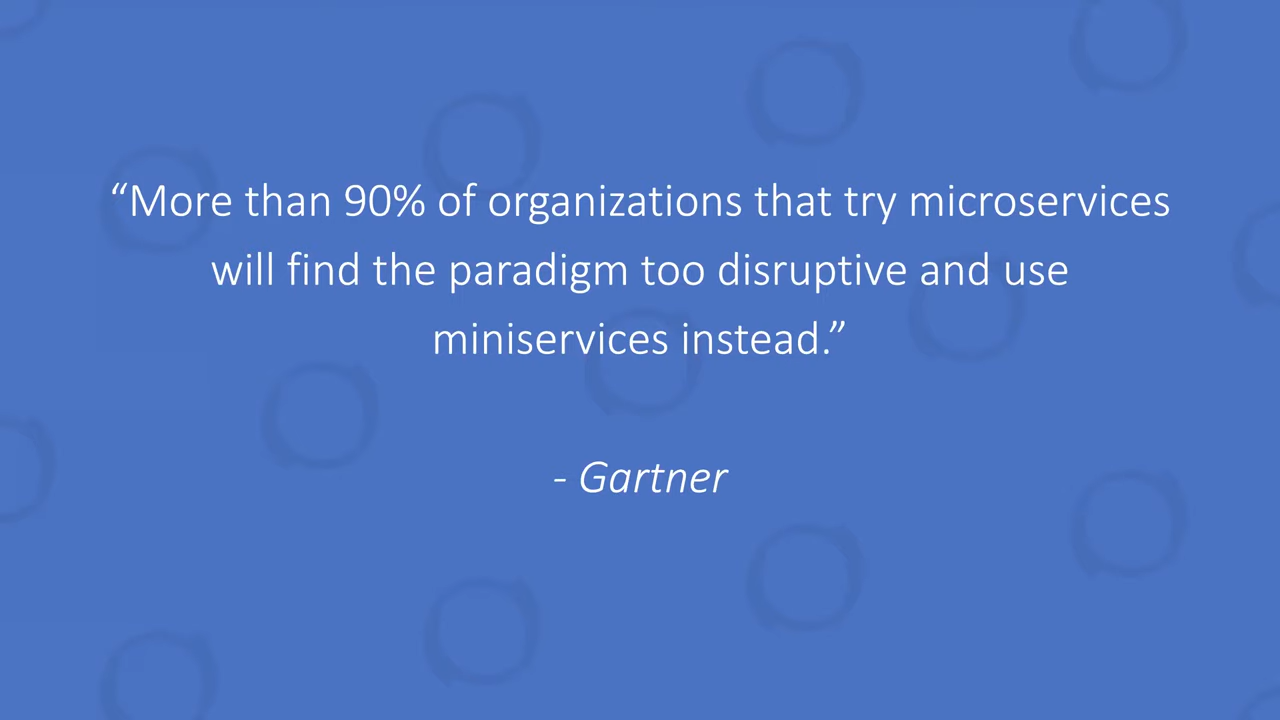 “More than 90% of organizations that try microservices
will find the paradigm too disruptive and use
miniservices instead.”
- Gartner